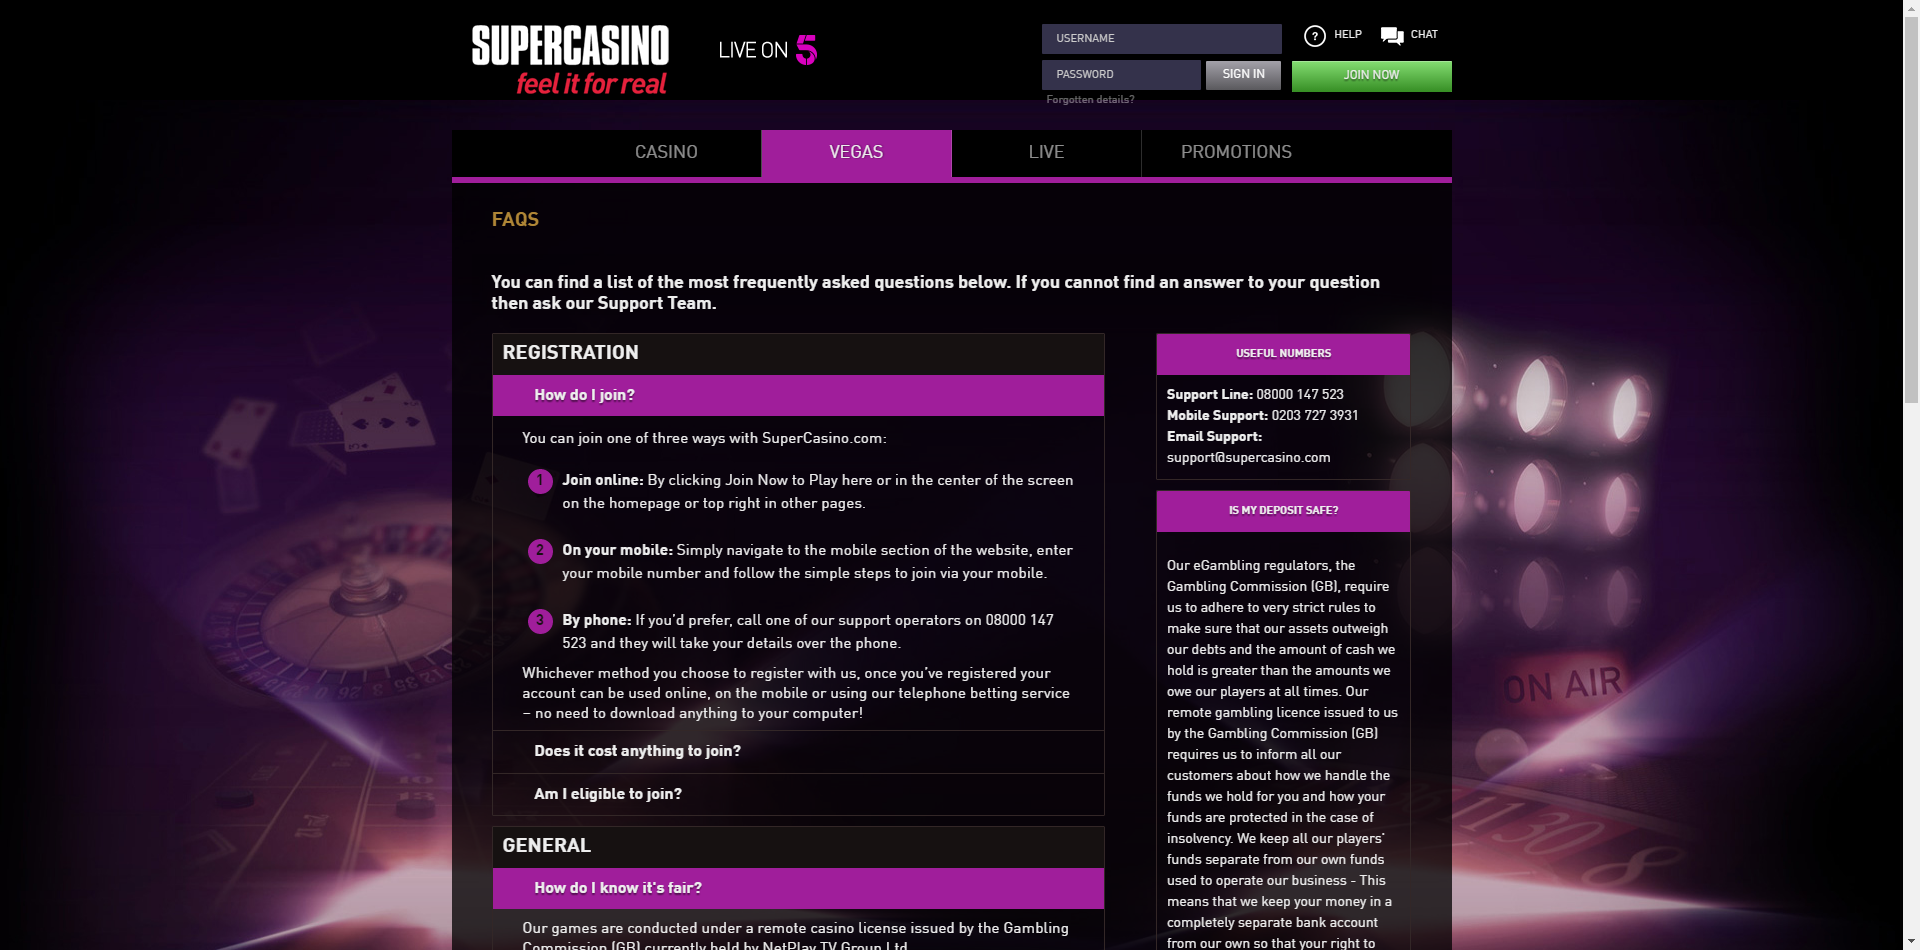 SUPERCASINO
feel it for real
LIVE ON 5
USERNAME
PASSWORD
SIGN IN
Forgotten details?
? HELP
CHAT
JOIN NOW
CASINO
VEGAS
LIVE
PROMOTIONS
FAQS
You can find a list of the most frequently asked questions below. If you cannot find an answer to your question
then ask our Support Team.
REGISTRATION
How do I join?
You can join one of three ways with SuperCasino.com:
1 Join online: By clicking Join Now to Play here or in the center of the screen
on the homepage or top right in other pages.
2 On your mobile: Simply navigate to the mobile section of the website, enter
your mobile number and follow the simple steps to join via your mobile.
3 By phone: If you'd prefer, call one of our support operators on 08000 147
523 and they will take your details over the phone.
Whichever method you choose to register with us, once you've registered your
account can be used online, on the mobile or using our telephone betting service
– no need to download anything to your computer!
Does it cost anything to join?
Am I eligible to join?
GENERAL
How do I know it's fair?
Our games are conducted under a remote casino license issued by the Gambling
Commission (GB) currently held by NetPlay TV Group Ltd
USEFUL NUMBERS
Support Line: 08000 147 523
Mobile Support: 0203 727 3931
Email Support:
support@supercasino.com
IS MY DEPOSIT SAFE?
Our eGambling regulators, the
Gambling Commission (GB), require
us to adhere to very strict rules to
make sure that our assets outweigh
our debts and the amount of cash we
hold is greater than the amounts we
owe our players at all times. Our
remote gambling licence issued to us
by the Gambling Commission (GB)
requires us to inform all our
customers about how we handle the
funds we hold for you and how your
funds are protected in the case of
insolvency. We keep all our players'
funds separate from our own funds
used to operate our business - This
means that we keep your money in a
completely separate bank account
from our own so that your right to
ON AIR